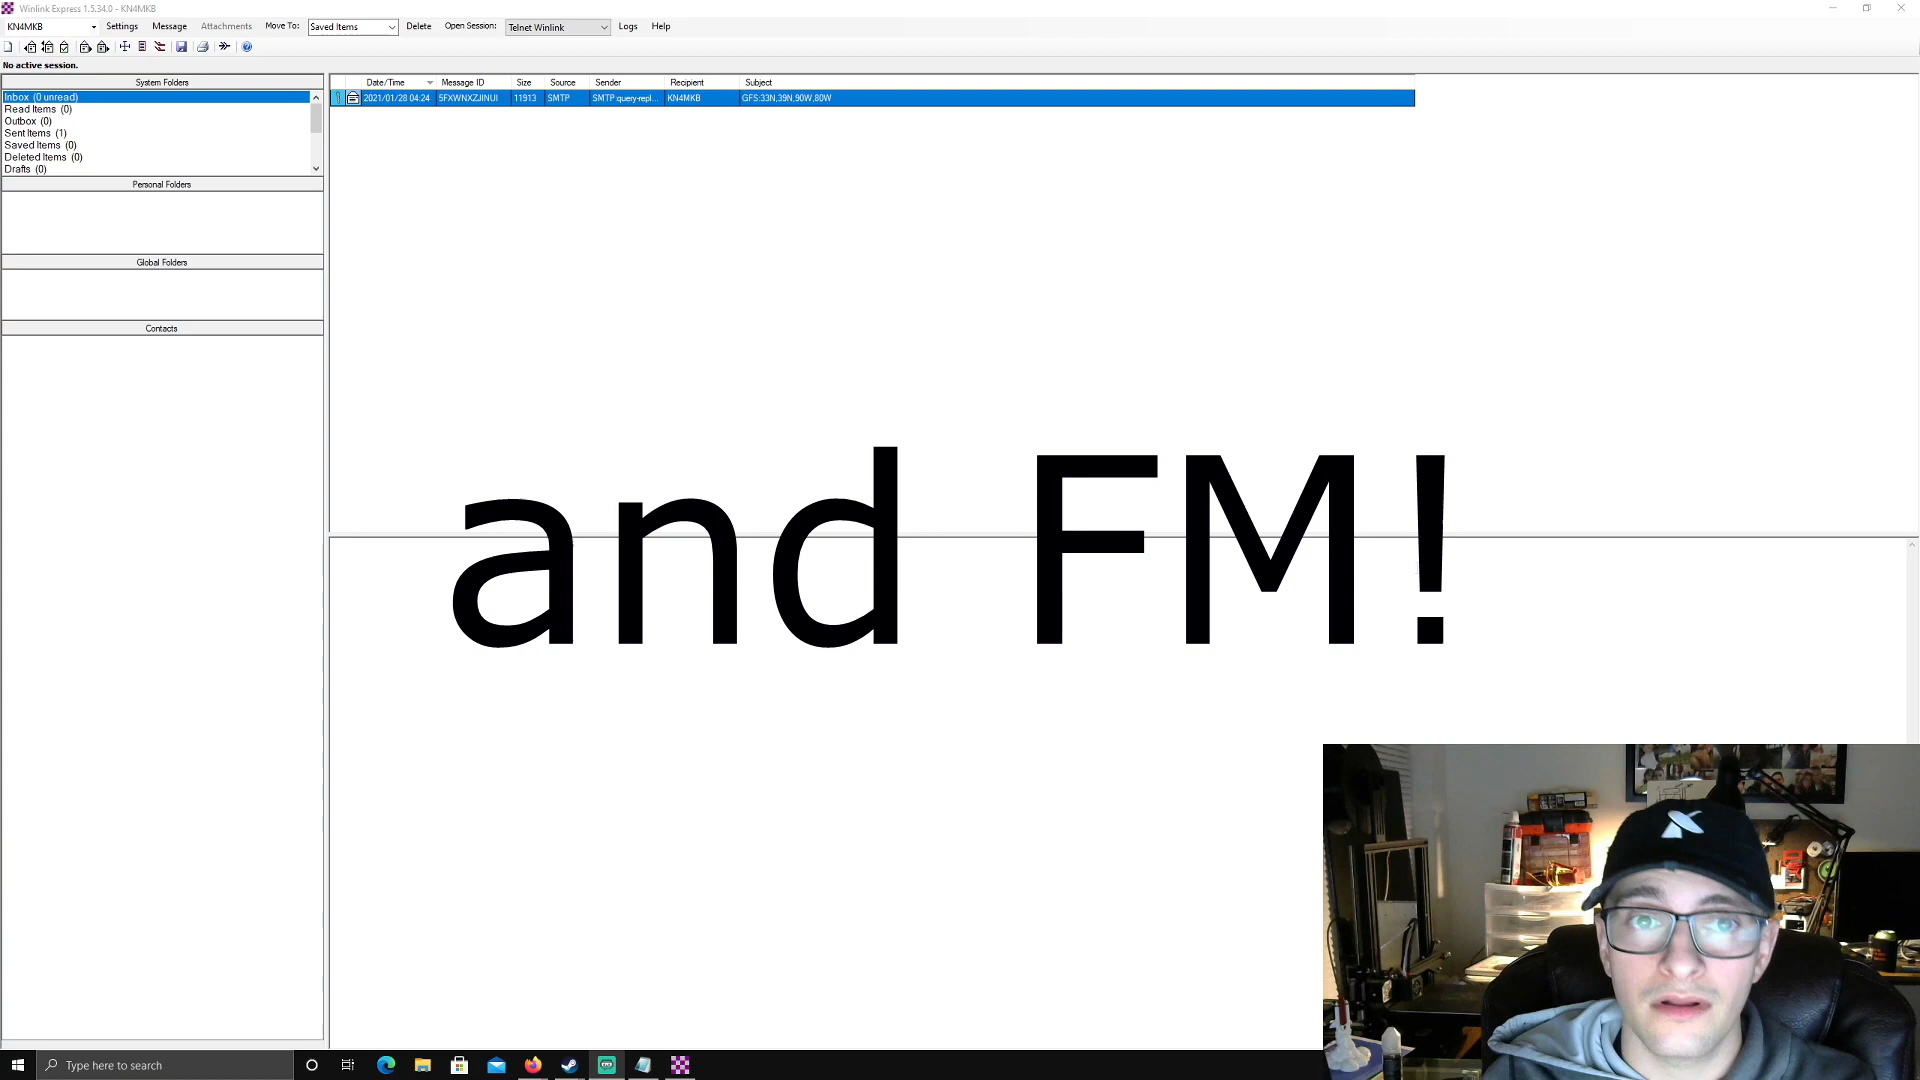 Winlink Express 1.5.34.0 - KN4MKB
KN4MKB Settings Message Attachments Move To: Saved Items Delete Open Session: Telnet Winlink Logs Help
No active session.
System Folders
Inbox (0 unread)
Read Items (0)
Outbox (0)
Sent Items (1)
Saved Items (0)
Deleted Items (0)
Drafts (0)
Personal Folders
Global Folders
Contacts
Date/Time Message ID Size Source Sender Recipient Subject
2021/01/28 04:24 5FXWNXZJINUI 11913 SMTP SMTP:query-repl... KN4MKB GFS:33N,39N,90W,80W
and FM!
Type here to search